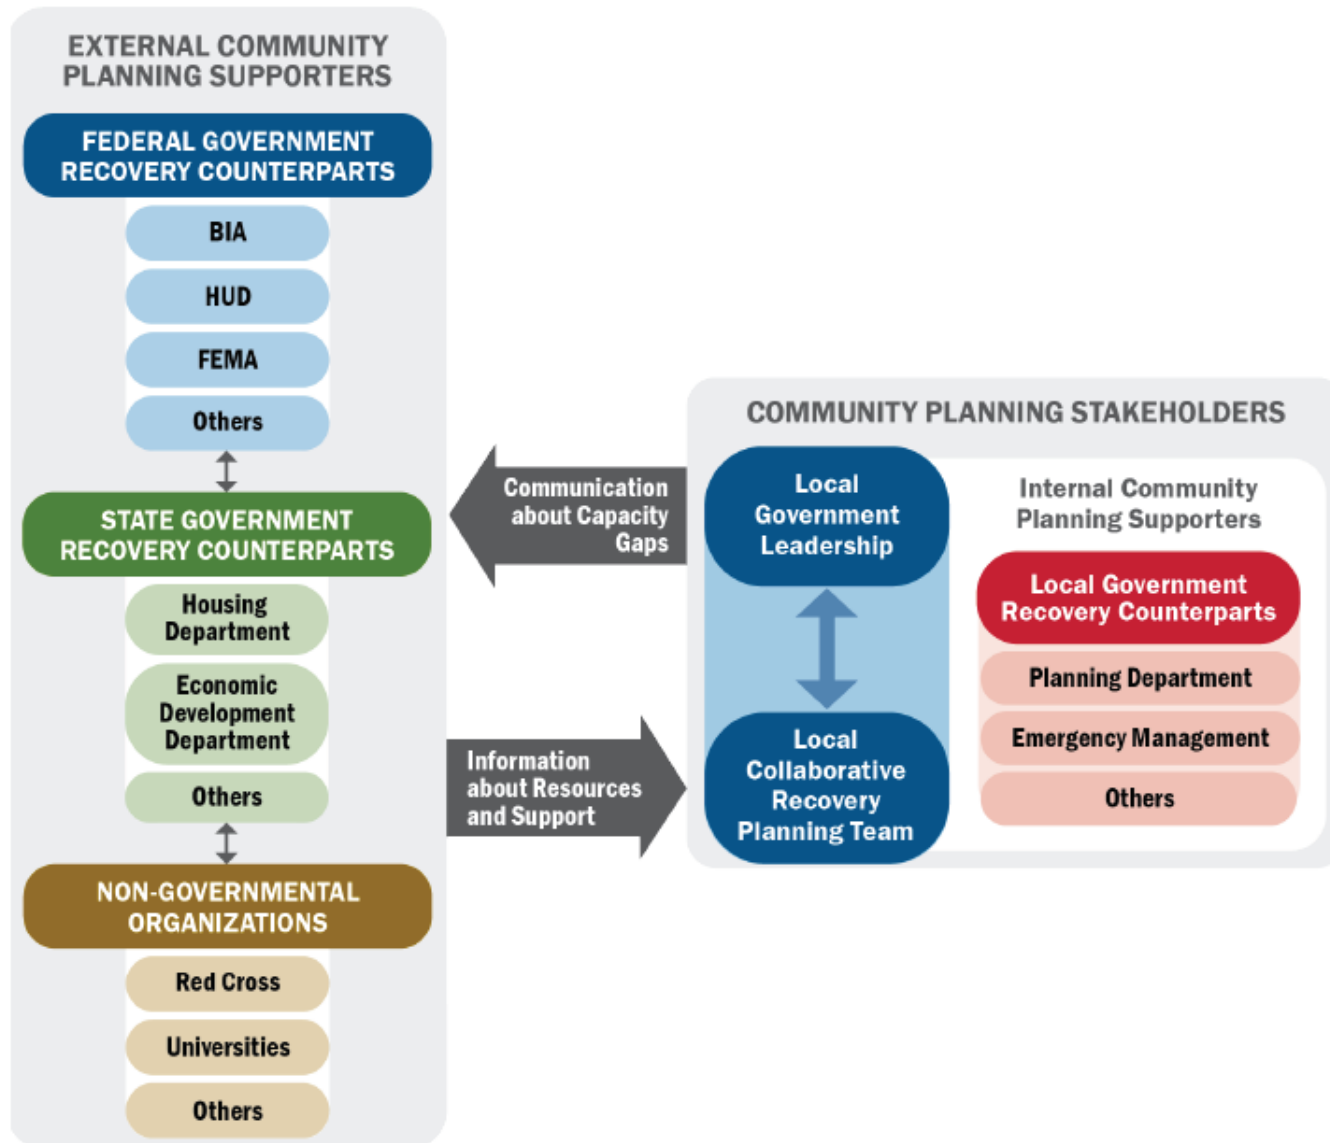 EXTERNAL COMMUNITY
PLANNING SUPPORTERS
FEDERAL GOVERNMENT
RECOVERY COUNTERPARTS
BIA
HUD
FEMA
Others
STATE GOVERNMENT
RECOVERY COUNTERPARTS
Housing
Department
Economic
Development
Department
Others
NON-GOVERNMENTAL
ORGANIZATIONS
Red Cross
Universities
Others
Communication
about Capacity
Gaps
Information
about Resources
and Support
COMMUNITY PLANNING STAKEHOLDERS
Local
Government
Leadership
Local
Collaborative
Recovery
Planning Team
Internal Community
Planning Supporters
Local Government
Recovery Counterparts
Planning Department
Emergency Management
Others